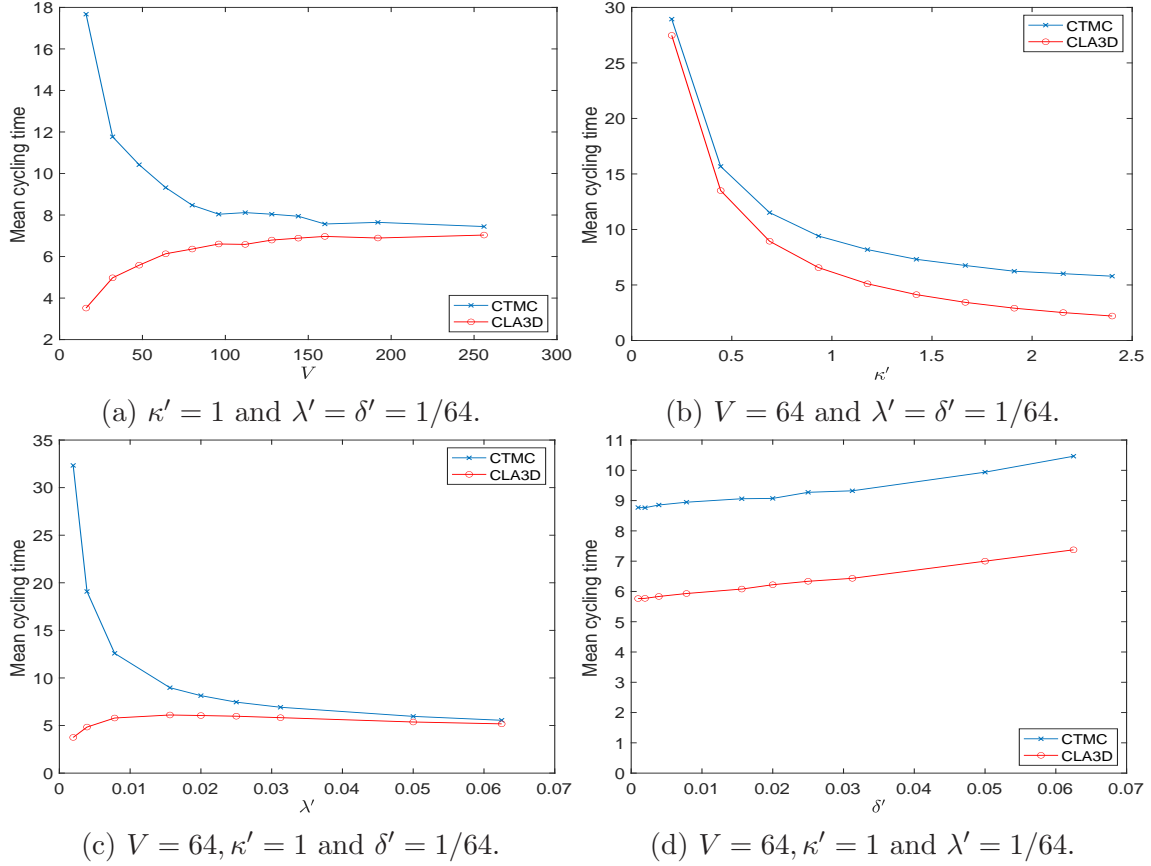 18
16
14
12
10
8
6
4
2
Mean cycling time
0 50 100 150 200 250 300
V
CTMC
CLA3D
(a) κ′ = 1 and λ′ = δ′ = 1/64.
30
25
20
15
10
5
0
Mean cycling time
0 0.5 1 1.5 2 2.5
κ′
CTMC
CLA3D
(b) V = 64 and λ′ = δ′ = 1/64.
35
30
25
20
15
10
5
0
Mean cycling time
0 0.01 0.02 0.03 0.04 0.05 0.06 0.07
λ′
CTMC
CLA3D
(c) V = 64, κ′ = 1 and δ′ = 1/64.
11
10
9
8
7
6
5
4
3
2
1
0
Mean cycling time
0 0.01 0.02 0.03 0.04 0.05 0.06 0.07
δ′
CTMC
CLA3D
(d) V = 64, κ′ = 1 and λ′ = 1/64.